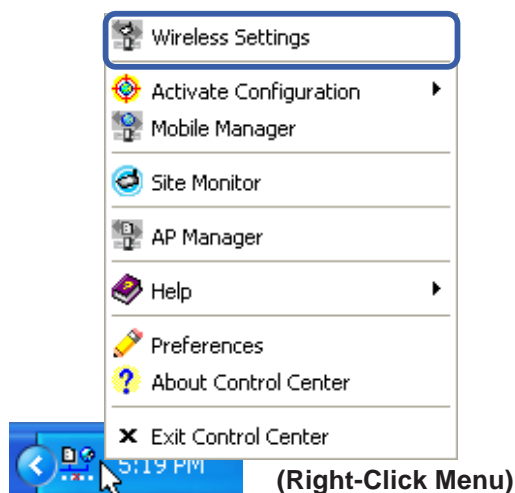 Wireless Settings
Activate Configuration
Mobile Manager
Site Monitor
AP Manager
Help
Preferences
About Control Center
Exit Control Center
5:19 PM
(Right-Click Menu)